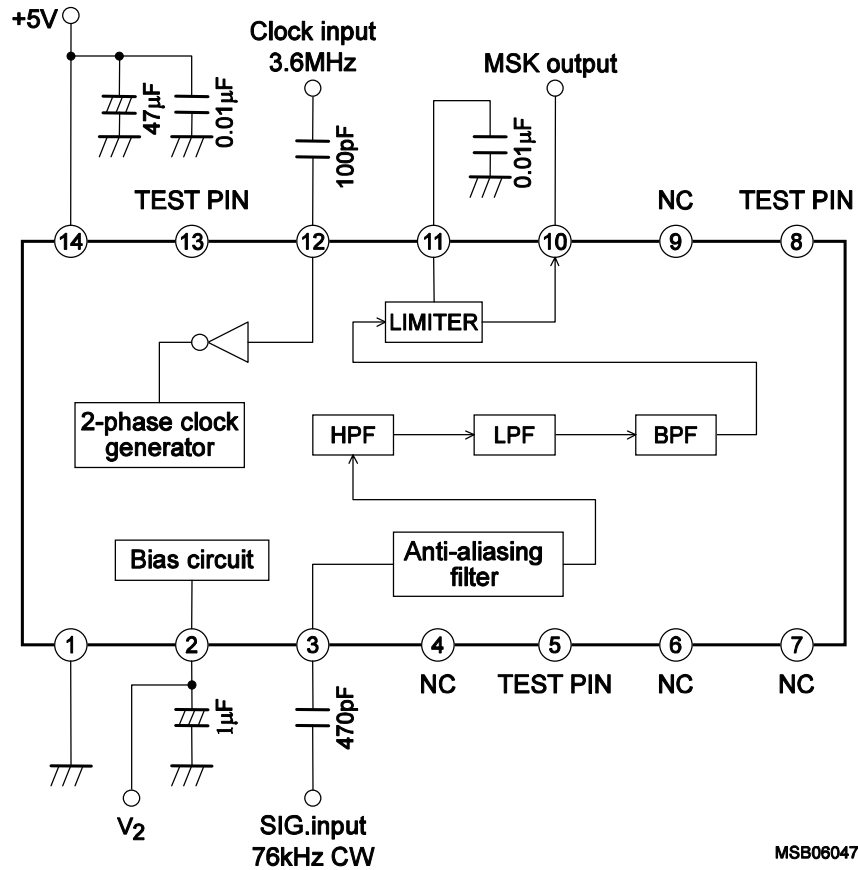 +5V
Clock input
3.6MHz
MSK output
47µF
0.01µF
100pF
0.01µF
TEST PIN
NC
TEST PIN
14
13
12
11
10
9
8
LIMITER
2-phase clock
generator
HPF
LPF
BPF
Bias circuit
Anti-aliasing
filter
1
2
3
4
5
6
7
NC
TEST PIN
NC
NC
1µF
470pF
V2
SIG.input
76kHz CW
MSB06047